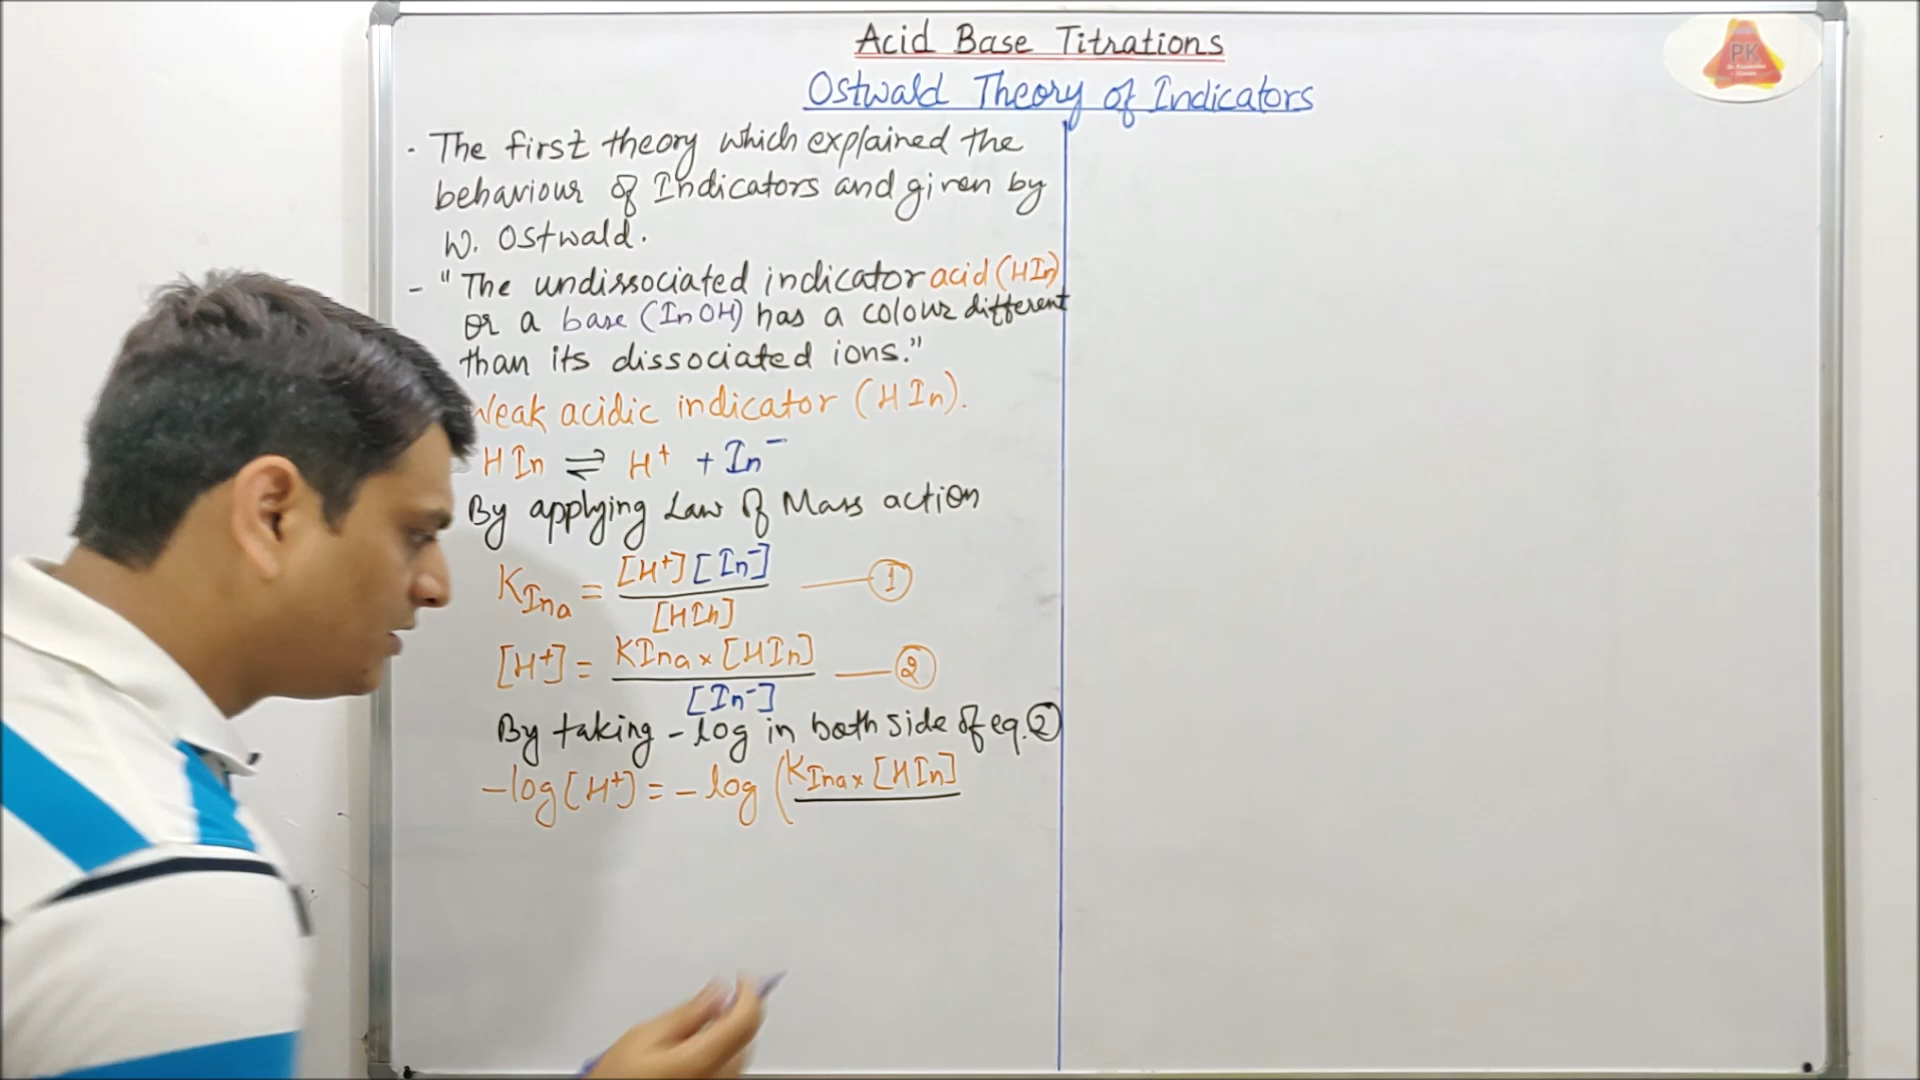 Acid Base Titrations
Ostwald Theory of Indicators
PK
· The first theory which explained the
behaviour of Indicators and given by
W. Ostwald.
- "The undissociated indicator acid (HIn)
or a base (InOH) has a colour different
than its dissociated ions."
Weak acidic indicator (HIn).
HIn ⇌ H⁺ + In⁻
By applying Law of Mass action
K_Ina = [H⁺][In⁻] / [HIn] — ①
[H⁺] = KIna × [HIn] / [In⁻] — ②
By taking -log in both side of eq. ②
-log[H⁺] = - log (K_Ina × [HIn]